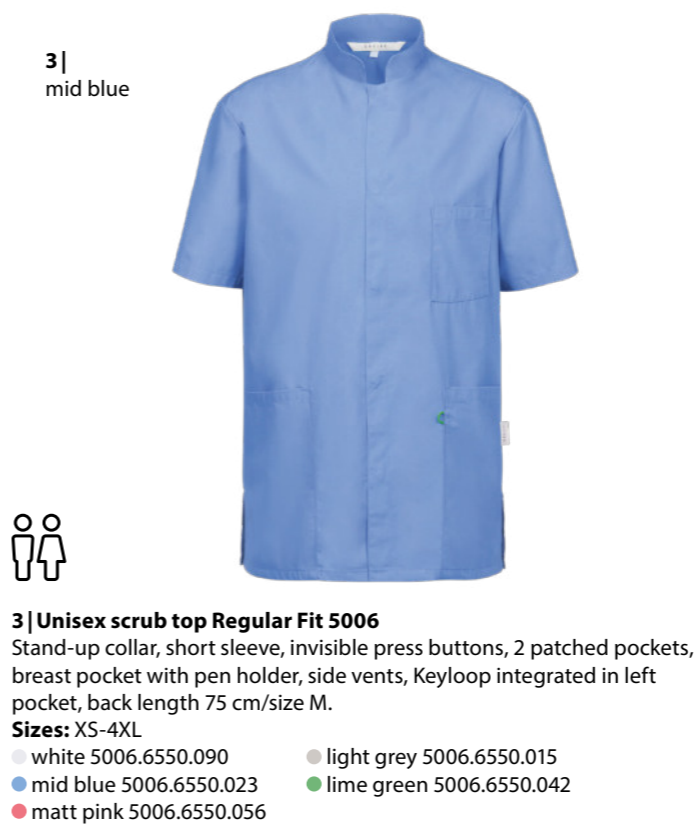 3|
mid blue
3|Unisex scrub top Regular Fit 5006
Stand-up collar, short sleeve, invisible press buttons, 2 patched pockets,
breast pocket with pen holder, side vents, Keyloop integrated in left
pocket, back length 75 cm/size M.
Sizes: XS-4XL
white 5006.6550.090
light grey 5006.6550.015
mid blue 5006.6550.023
lime green 5006.6550.042
matt pink 5006.6550.056